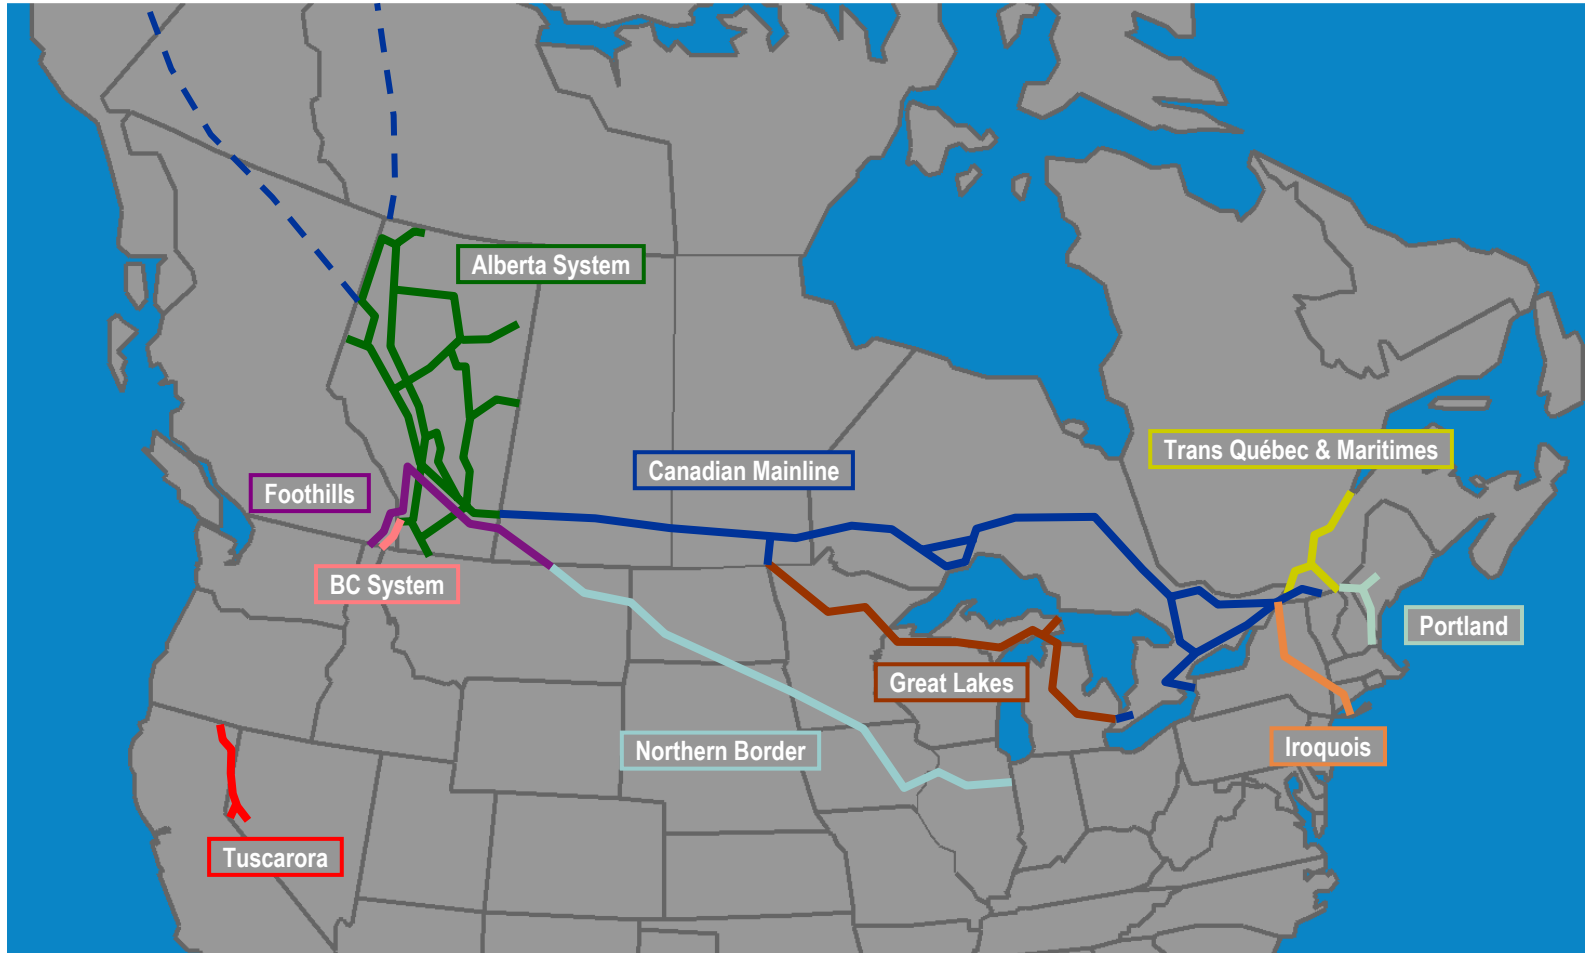 Alberta System
Trans Québec & Maritimes
Canadian Mainline
Foothills
BC System
Portland
Great Lakes
Northern Border
Iroquois
Tuscarora